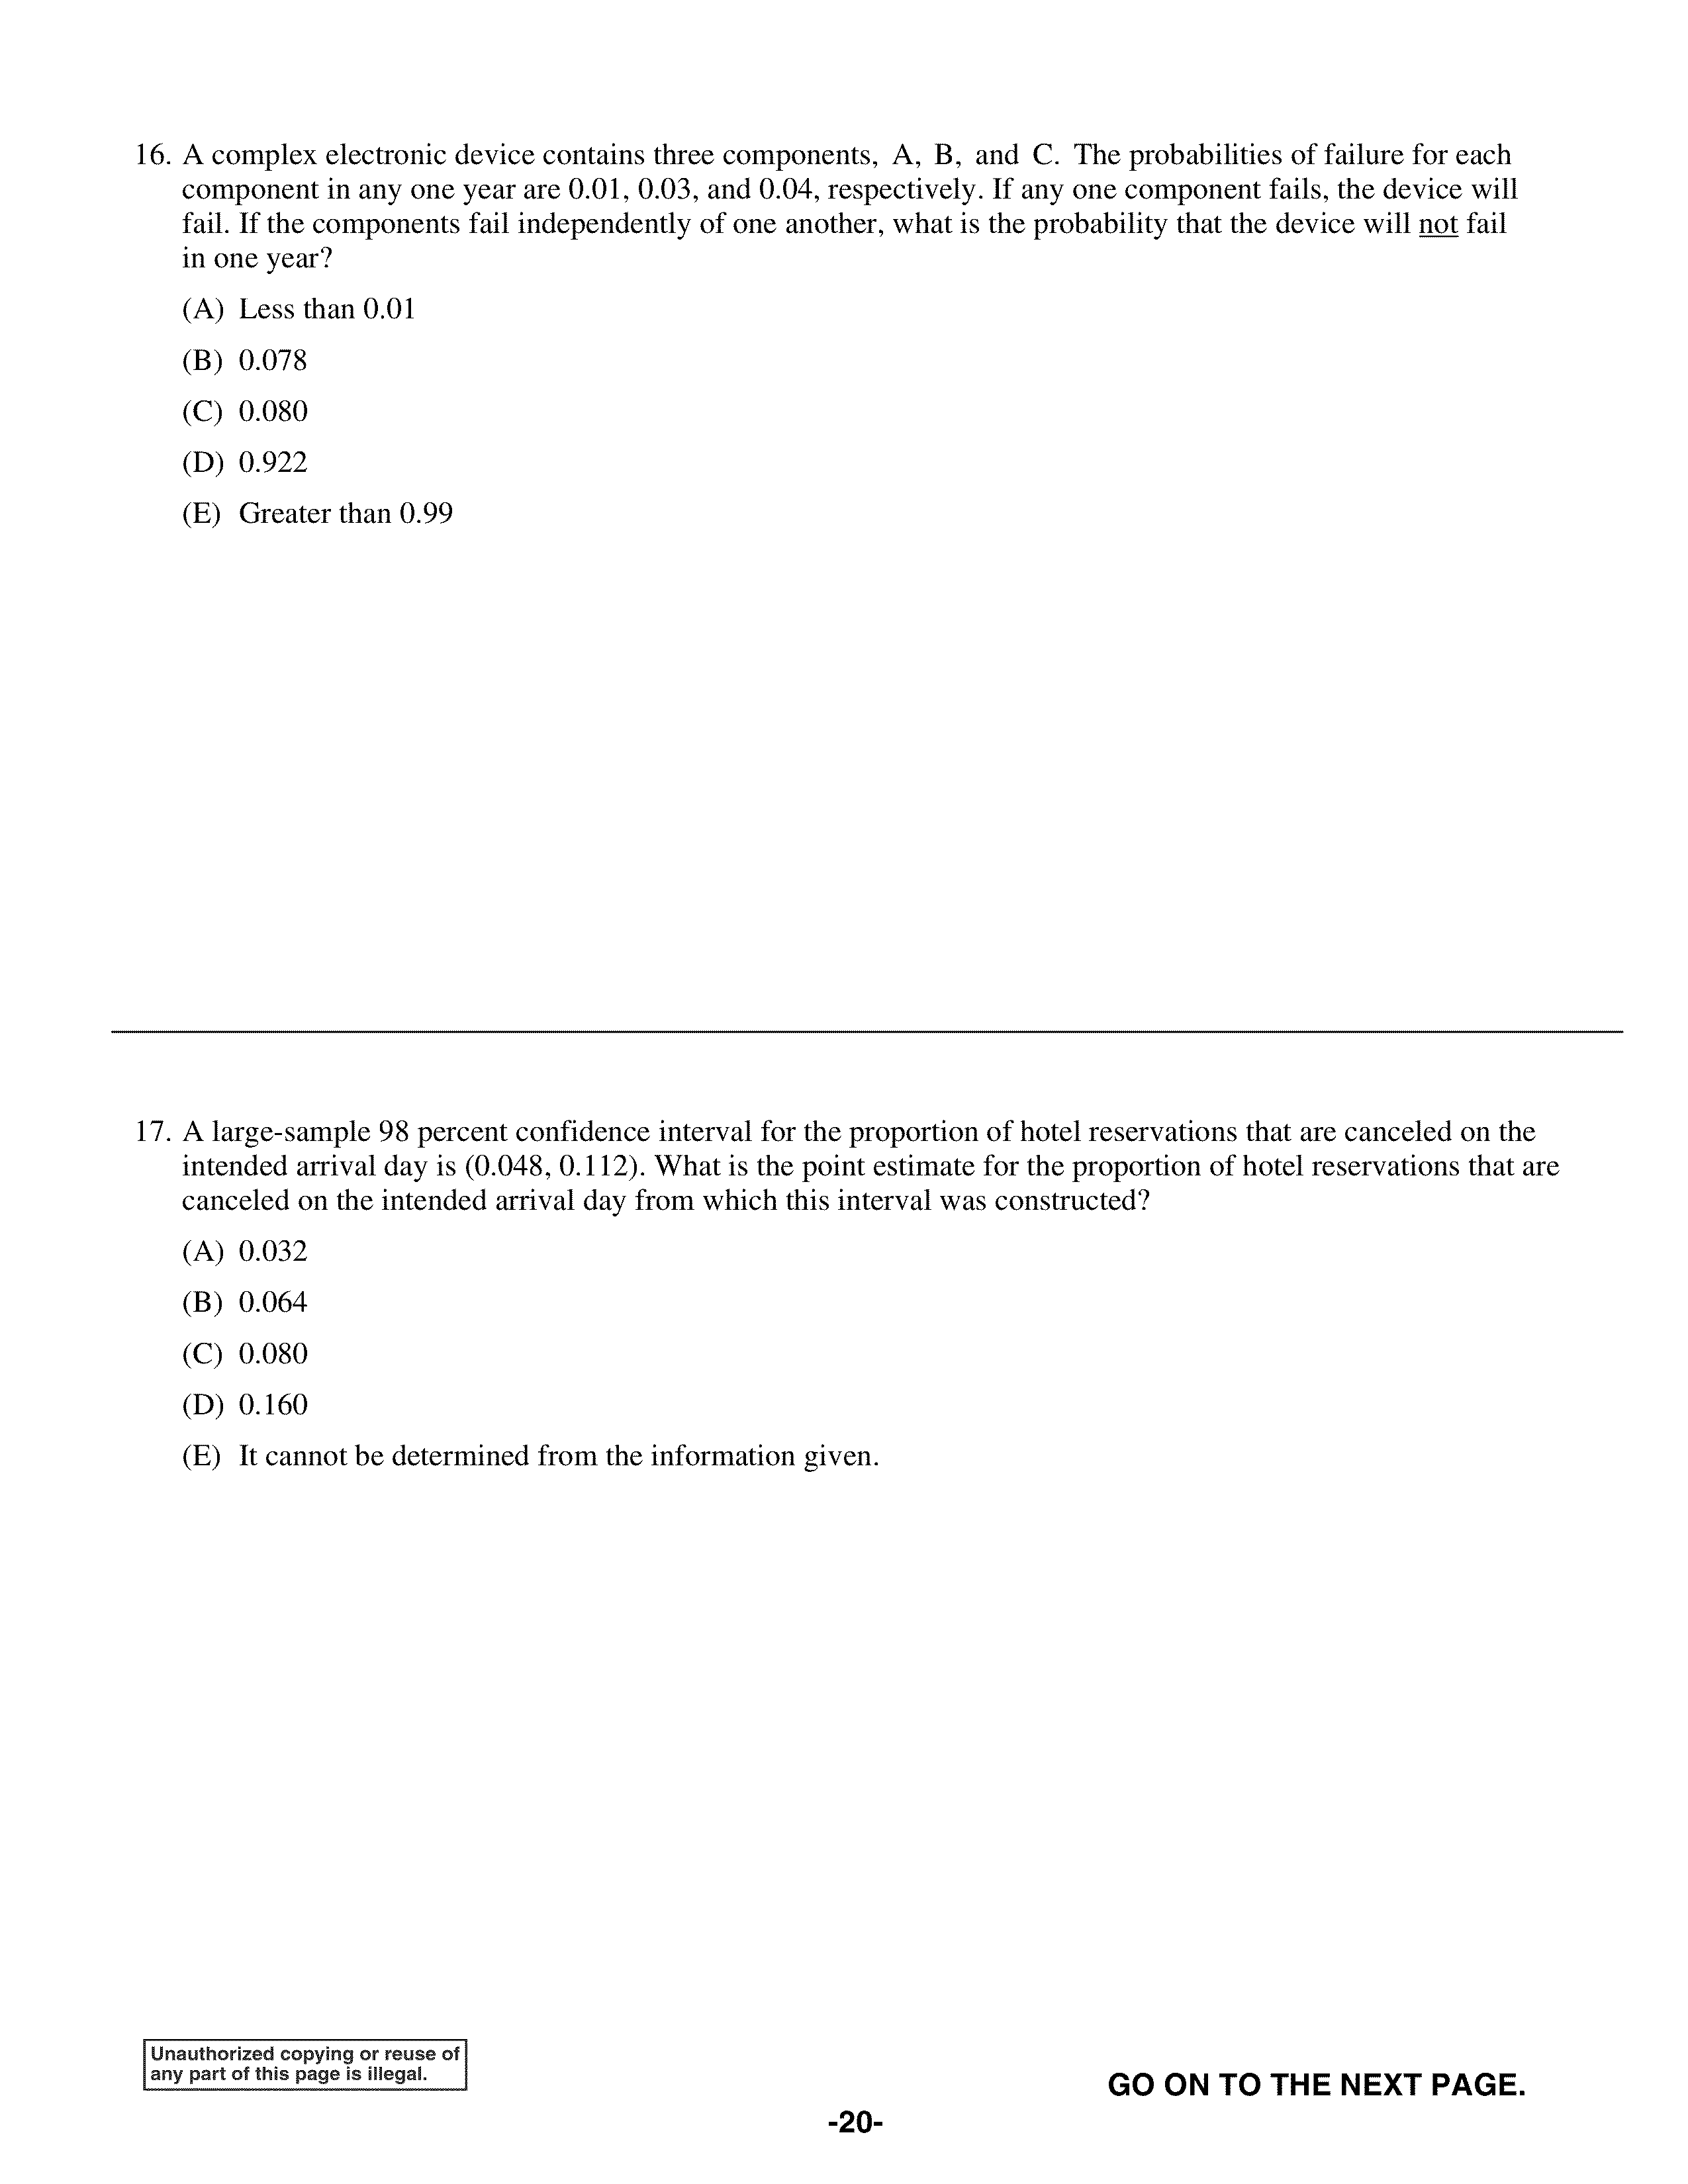 16. A complex electronic device contains three components, A, B, and C. The probabilities of failure for each
component in any one year are 0.01, 0.03, and 0.04, respectively. If any one component fails, the device will
fail. If the components fail independently of one another, what is the probability that the device will not fail
in one year?
(A) Less than 0.01
(B) 0.078
(C) 0.080
(D) 0.922
(E) Greater than 0.99
17. A large-sample 98 percent confidence interval for the proportion of hotel reservations that are canceled on the
intended arrival day is (0.048, 0.112). What is the point estimate for the proportion of hotel reservations that are
canceled on the intended arrival day from which this interval was constructed?
(A) 0.032
(B) 0.064
(C) 0.080
(D) 0.160
(E) It cannot be determined from the information given.
Unauthorized copying or reuse of
any part of this page is illegal.
GO ON TO THE NEXT PAGE.
-20-